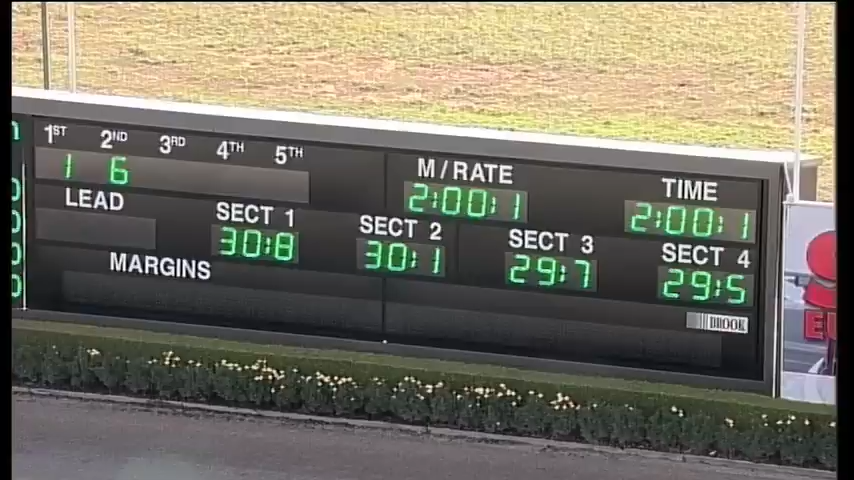 1ST 2ND 3RD 4TH 5TH
1 6
M/RATE
2:00:1
TIME
2:00:1
LEAD
SECT 1
30:8
SECT 2
30:1
SECT 3
29:7
SECT 4
29:5
MARGINS
BROOK